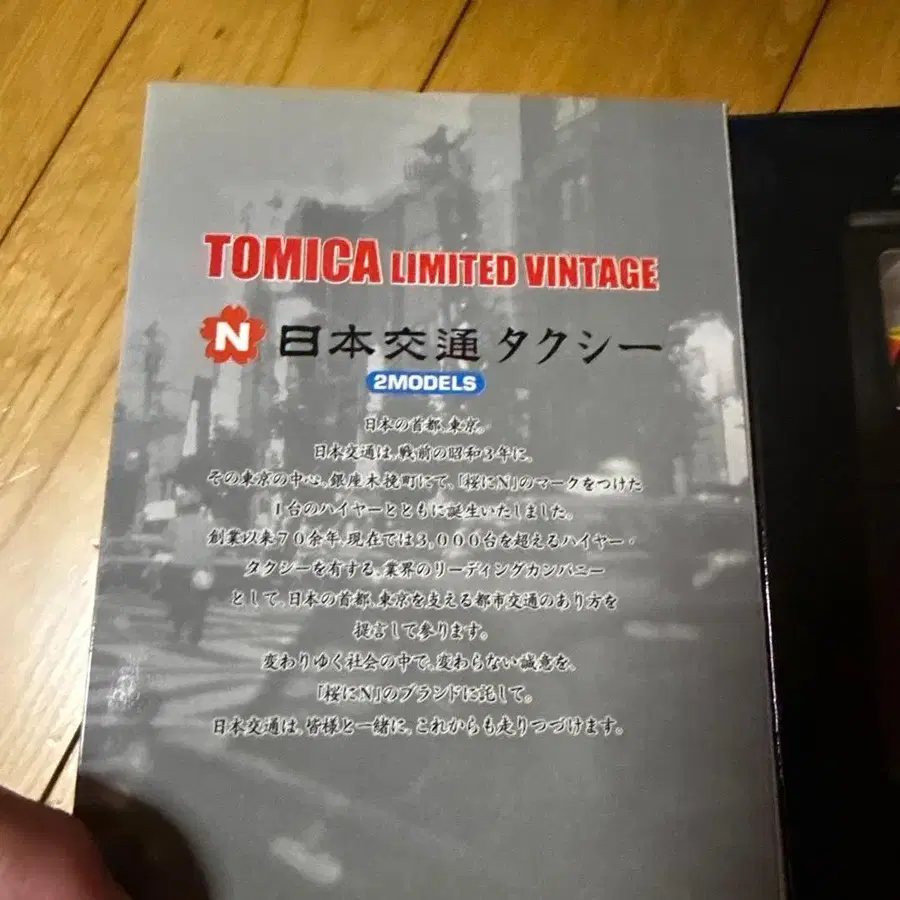 TOMICA LIMITED VINTAGE
N 日本交通タクシー
2MODELS
日本の首都、東京。
日本交通は、戦前の昭和3年に、
その東京の中心、銀座木挽町にて、「桜にN」のマークをつけた
1台のハイヤーとともに誕生いたしました。
創業以来70余年、現在では3,000台を超えるハイヤー・
タクシーを有する、業界のリーディングカンパニー
として、日本の首都、東京を支える都市交通のあり方を
提言して参ります。
変わりゆく社会の中で、変わらない誠意を、
「桜にN」のブランドに託して。
日本交通は、皆様と一緒に、これからも走りつづけます。